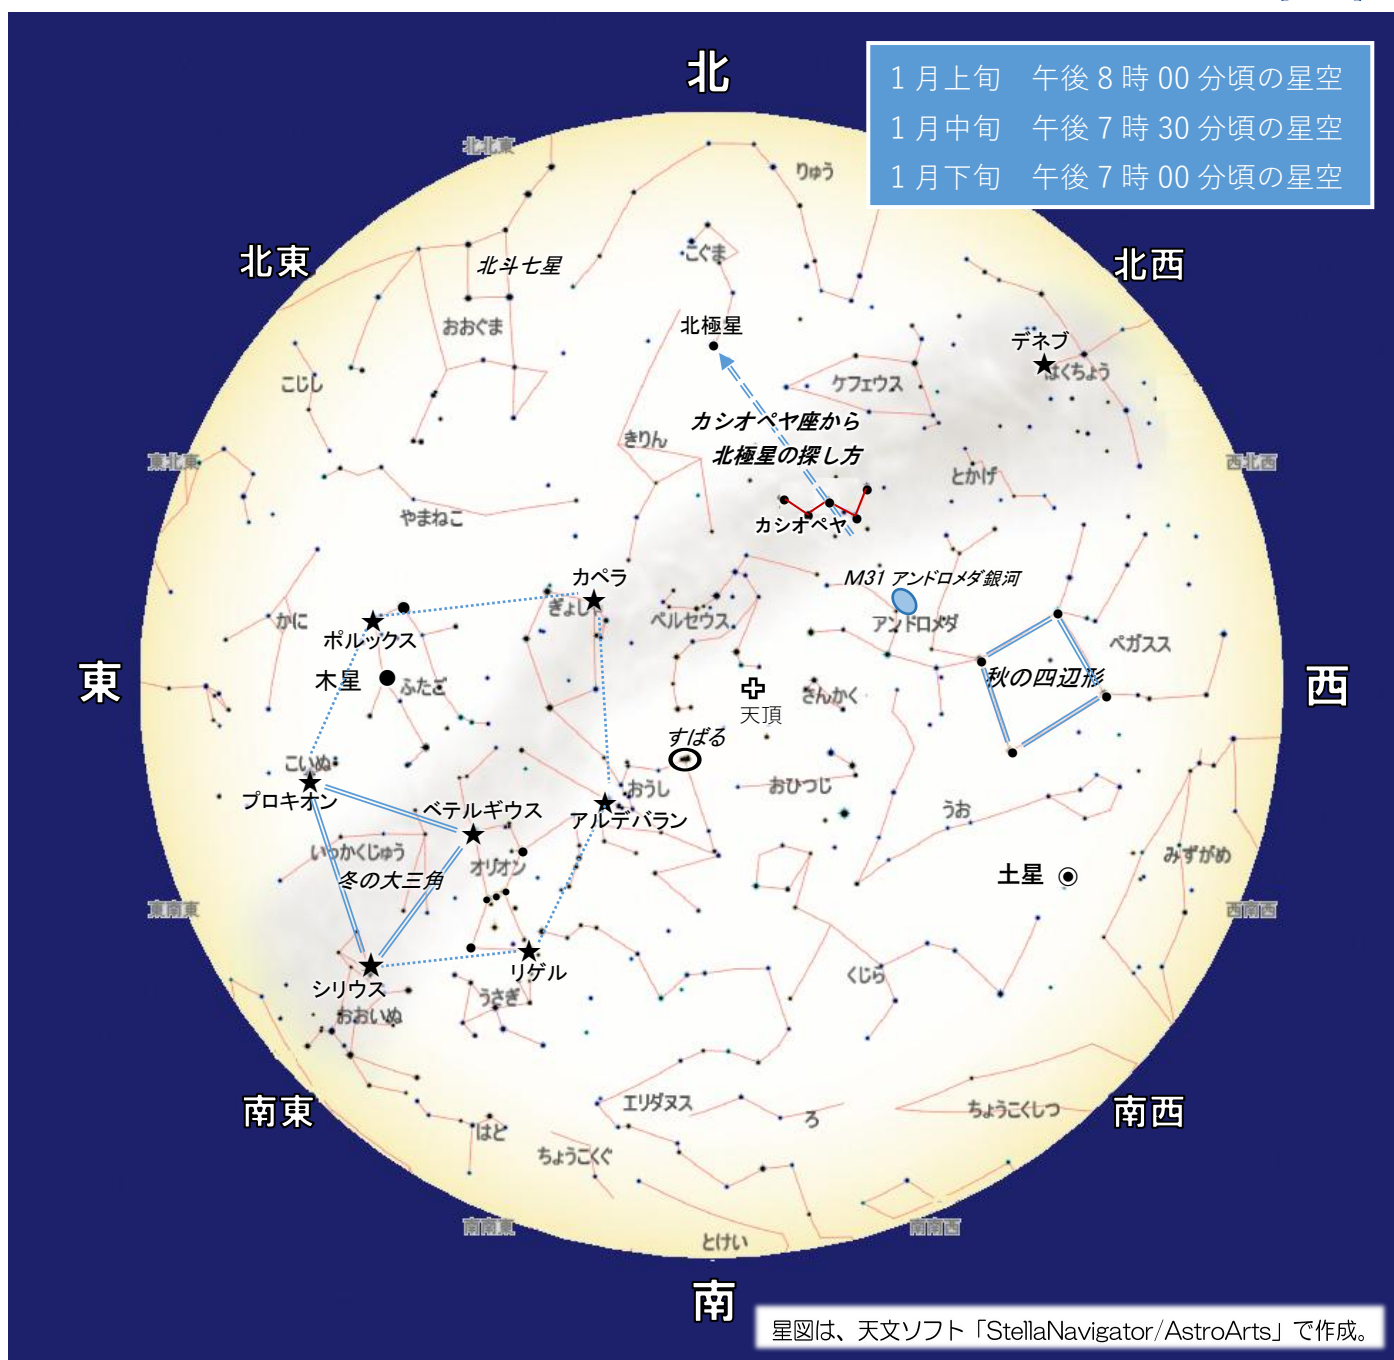 北
1月上旬 午後8時00分頃の星空
1月中旬 午後7時30分頃の星空
1月下旬 午後7時00分頃の星空
北北東
りゅう
北東
北斗七星
こぐま
北西
おおぐま
北極星
デネブ
こじし
ケフェウス
はくちょう
カシオペヤ座から
北極星の探し方
きりん
東北東
西北西
とかげ
やまねこ
カシオペヤ
カペラ
M31 アンドロメダ銀河
ぎょしゃ
かに
ペルセウス
アンドロメダ
ポルックス
ペガスス
東
木星
ふたご
天頂
さんかく
秋の四辺形
西
すばる
こいぬ
プロキオン
ベテルギウス
おうし
アルデバラン
おひつじ
うお
いっかくじゅう
オリオン
みずがめ
冬の大三角
土星
東南東
西南西
シリウス
リゲル
くじら
うさぎ
おおいぬ
南東
エリダヌス
ろ
ちょうこくしつ
南西
はと
ちょうこくぐ
南南東
南南西
とけい
南
星図は、天文ソフト「StellaNavigator/AstroArts」で作成。